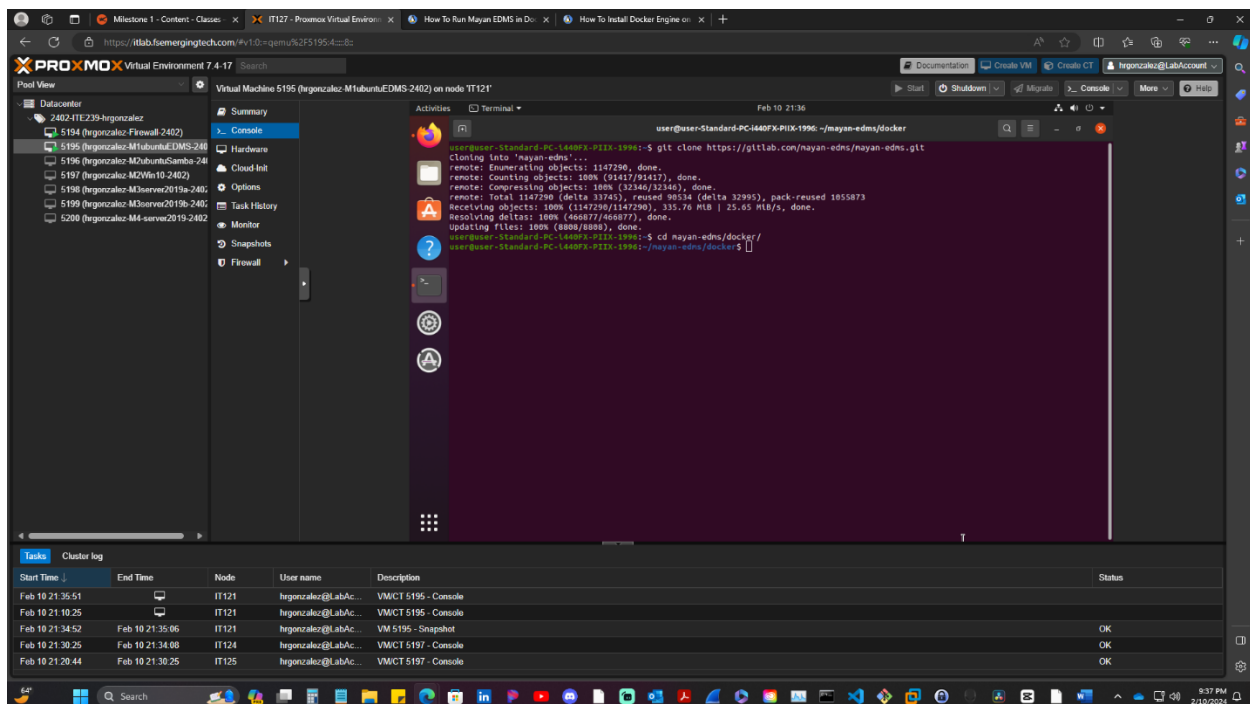 Milestone 1 - Content - Classes
IT127 - Proxmox Virtual Environm
How To Run Mayan EDMS in Doc
How To Install Docker Engine on
https://itlab.fsemergingtech.com/#v1:0:=qemu%2F5195:4:::::8::
PROXMOX Virtual Environment 7.4-17 Search
Documentation Create VM Create CT hrgonzalez@LabAccount
Pool View
Virtual Machine 5195 (hrgonzalez-M1ubuntuEDMS-2402) on node 'IT121'
Start Shutdown Migrate Console More Help
Datacenter
2402-ITE239-hrgonzalez
5194 (hrgonzalez-Firewall-2402)
5195 (hrgonzalez-M1ubuntuEDMS-240
5196 (hrgonzalez-M2ubuntuSamba-24
5197 (hrgonzalez-M2Win10-2402)
5198 (hrgonzalez-M3server2019a-240
5199 (hrgonzalez-M3server2019b-240
5200 (hrgonzalez-M4-server2019-2402
Summary
Console
Hardware
Cloud-Init
Options
Task History
Monitor
Snapshots
Firewall
Activities Terminal Feb 10 21:36
user@user-Standard-PC-i440FX-PIIX-1996: ~/mayan-edms/docker
user@user-Standard-PC-i440FX-PIIX-1996:~$ git clone https://gitlab.com/mayan-edms/mayan-edms.git
Cloning into 'mayan-edms'...
remote: Enumerating objects: 1147290, done.
remote: Counting objects: 100% (91417/91417), done.
remote: Compressing objects: 100% (32346/32346), done.
remote: Total 1147290 (delta 33745), reused 90534 (delta 32995), pack-reused 1055873
Receiving objects: 100% (1147290/1147290), 335.76 MiB | 25.65 MiB/s, done.
Resolving deltas: 100% (466877/466877), done.
Updating files: 100% (8808/8808), done.
user@user-Standard-PC-i440FX-PIIX-1996:~$ cd mayan-edms/docker/
user@user-Standard-PC-i440FX-PIIX-1996:~/mayan-edms/docker$
Tasks Cluster log
Start Time End Time Node User name Description Status
Feb 10 21:35:51 IT121 hrgonzalez@LabAc... VM/CT 5195 - Console
Feb 10 21:10:25 IT121 hrgonzalez@LabAc... VM/CT 5195 - Console
Feb 10 21:34:52 Feb 10 21:35:06 IT121 hrgonzalez@LabAc... VM 5195 - Snapshot OK
Feb 10 21:30:25 Feb 10 21:34:08 IT124 hrgonzalez@LabAc... VM/CT 5197 - Console OK
Feb 10 21:20:44 Feb 10 21:30:25 IT125 hrgonzalez@LabAc... VM/CT 5197 - Console OK
64°
Search
9:37 PM
2/10/2024